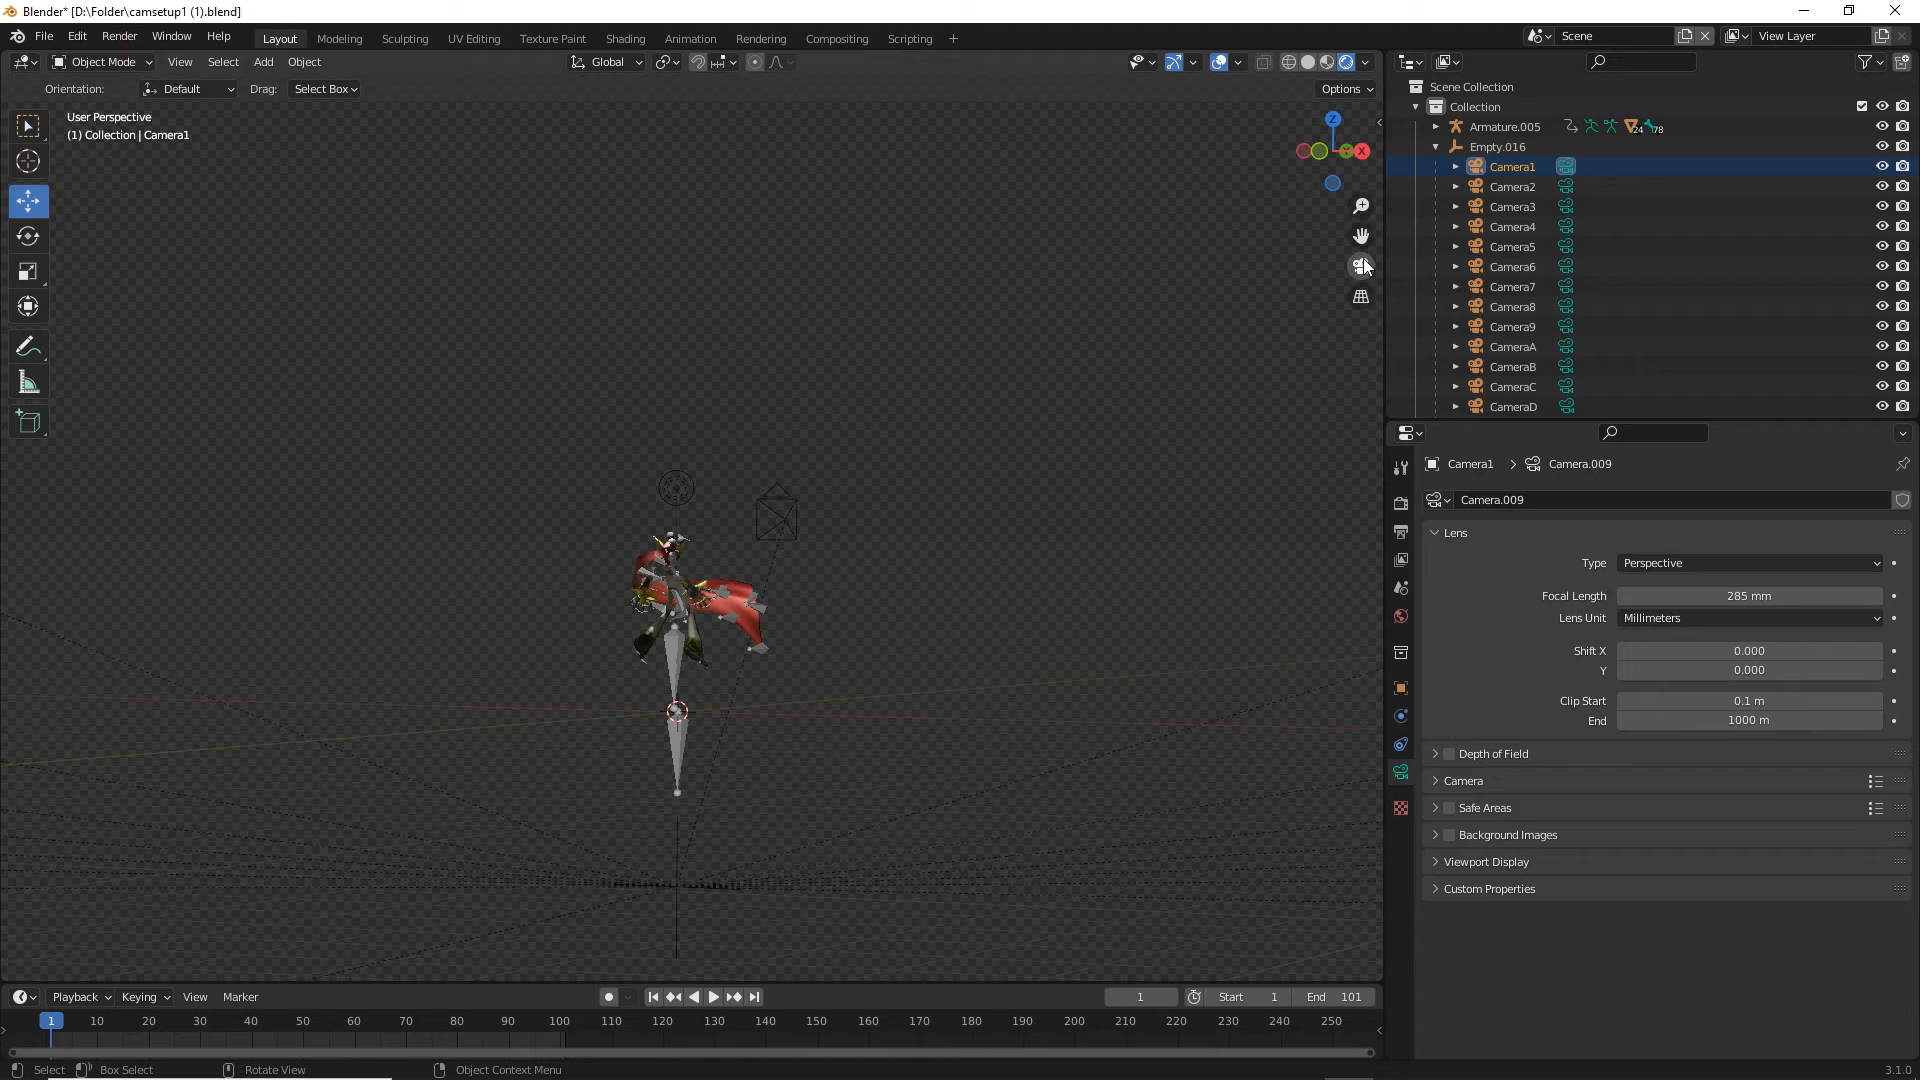 Blender* [D:\Folder\camsetup1 (1).blend]
File Edit Render Window Help
Layout Modeling Sculpting UV Editing Texture Paint Shading Animation Rendering Compositing Scripting
Scene View Layer
Object Mode View Select Add Object
Global
Orientation: Default Drag: Select Box
Options
User Perspective
(1) Collection | Camera1
Z
X
Scene Collection
Collection
Armature.005 24 78
Empty.016
Camera1
Camera2
Camera3
Camera4
Camera5
Camera6
Camera7
Camera8
Camera9
CameraA
CameraB
CameraC
CameraD
Camera1 Camera.009
Camera.009
Lens
Type Perspective
Focal Length 285 mm
Lens Unit Millimeters
Shift X 0.000
Y 0.000
Clip Start 0.1 m
End 1000 m
Depth of Field
Camera
Safe Areas
Background Images
Viewport Display
Custom Properties
Playback Keying View Marker
1 Start 1 End 101
1 10 20 30 40 50 60 70 80 90 100 110 120 130 140 150 160 170 180 190 200 210 220 230 240 250
Select Box Select Rotate View Object Context Menu
3.1.0